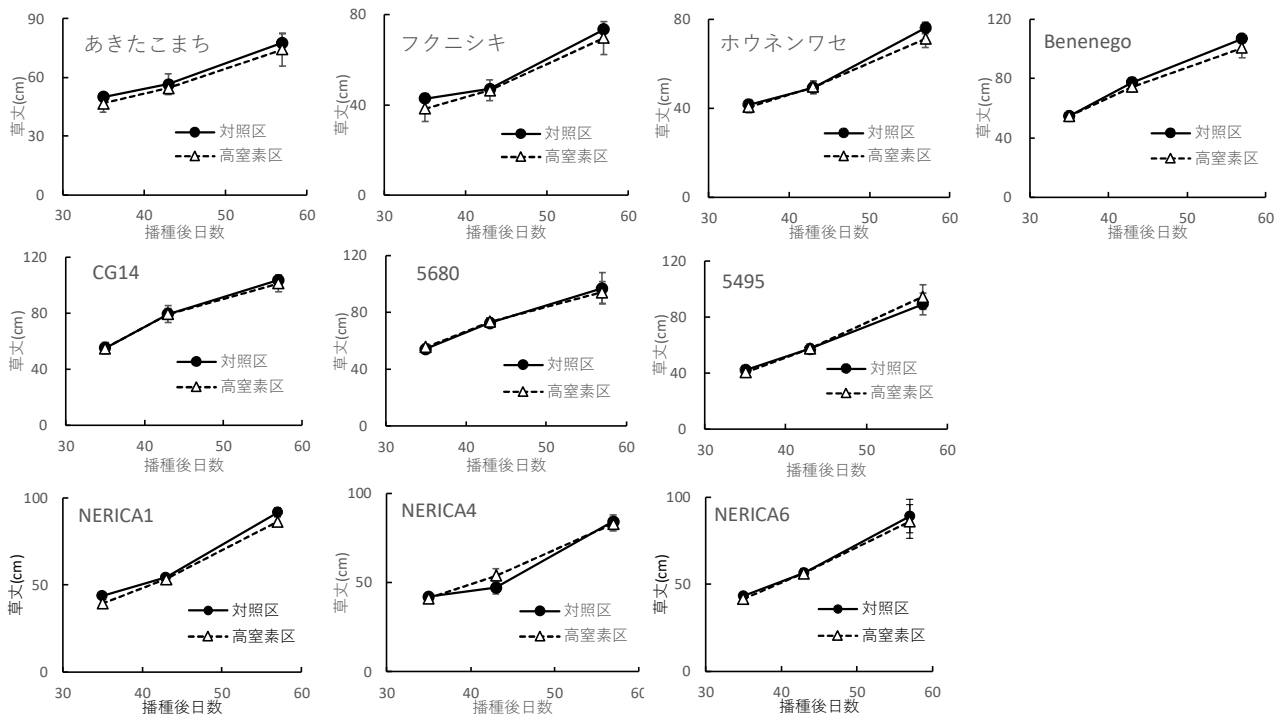 あきたこまち
90
60
30
0
草丈(cm)
対照区
高窒素区
30 40 50 60
播種後日数
フクニシキ
80
40
0
草丈(cm)
対照区
高窒素区
30 40 50 60
播種後日数
ホウネンワセ
80
40
0
草丈(cm)
対照区
高窒素区
30 40 50 60
播種後日数
Benenego
120
80
40
0
草丈(cm)
対照区
高窒素区
30 40 50 60
播種後日数
CG14
120
80
40
0
草丈(cm)
対照区
高窒素区
30 40 50 60
播種後日数
5680
120
80
40
0
草丈(cm)
対照区
高窒素区
30 40 50 60
播種後日数
5495
120
80
40
0
草丈(cm)
対照区
高窒素区
30 40 50 60
播種後日数
NERICA1
100
50
0
草丈(cm)
対照区
高窒素区
30 40 50 60
播種後日数
NERICA4
100
50
0
草丈(cm)
対照区
高窒素区
30 40 50 60
播種後日数
NERICA6
100
50
0
草丈(cm)
対照区
高窒素区
30 40 50 60
播種後日数